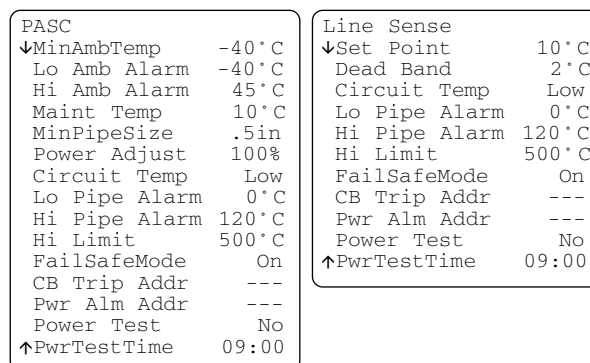 PASC
↓MinAmbTemp -40°C
Lo Amb Alarm -40°C
Hi Amb Alarm 45°C
Maint Temp 10°C
MinPipeSize .5in
Power Adjust 100%
Circuit Temp Low
Lo Pipe Alarm 0°C
Hi Pipe Alarm 120°C
Hi Limit 500°C
FailSafeMode On
CB Trip Addr ---
Pwr Alm Addr ---
Power Test No
↑PwrTestTime 09:00
Line Sense
↓Set Point 10°C
Dead Band 2°C
Circuit Temp Low
Lo Pipe Alarm 0°C
Hi Pipe Alarm 120°C
Hi Limit 500°C
FailSafeMode On
CB Trip Addr ---
Pwr Alm Addr ---
Power Test No
↑PwrTestTime 09:00